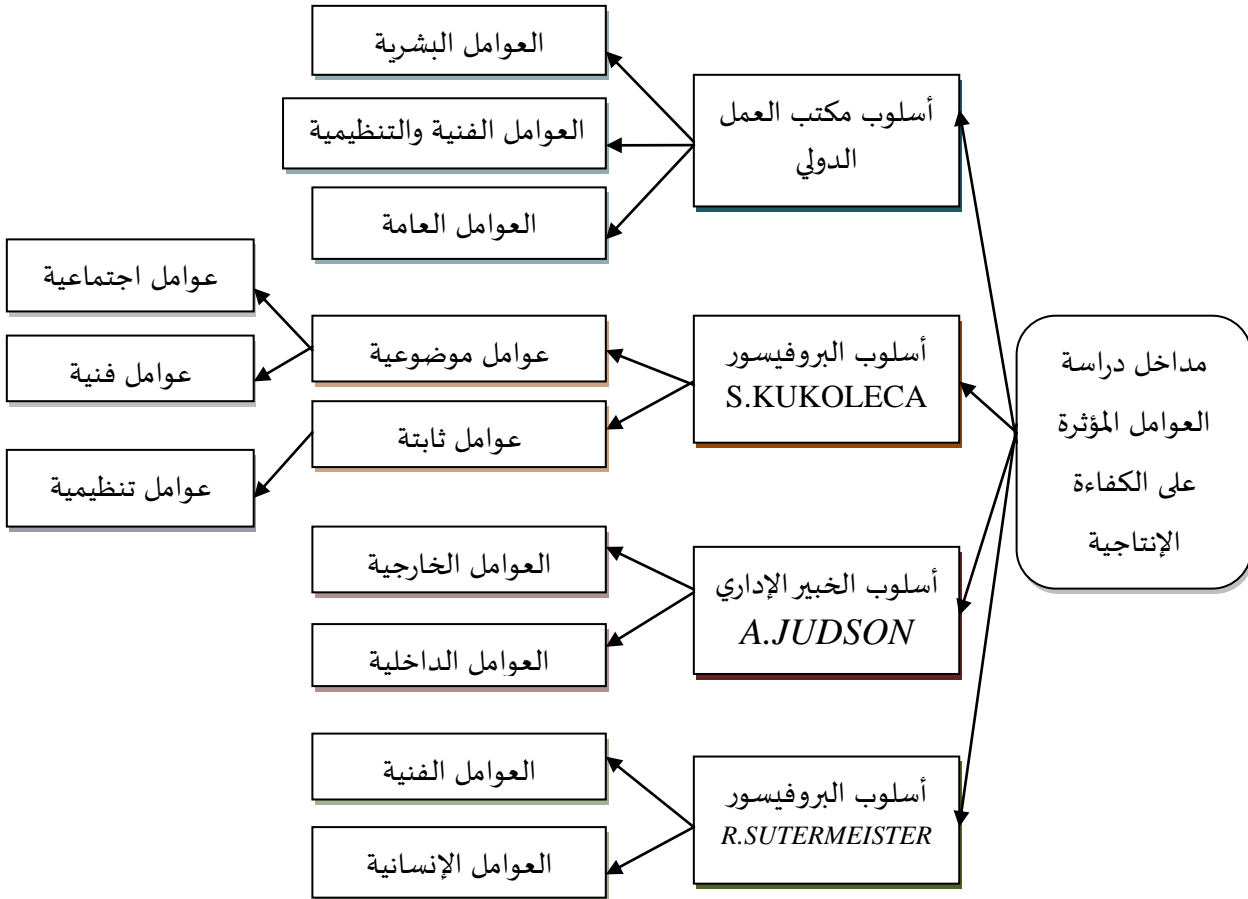 مداخل دراسة
العوامل المؤثرة
على الكفاءة
الإنتاجية
أسلوب مكتب العمل
الدولي
العوامل البشرية
العوامل الفنية والتنظيمية
العوامل العامة
أسلوب البروفيسور
S.KUKOLECA
عوامل موضوعية
عوامل اجتماعية
عوامل فنية
عوامل ثابتة
عوامل تنظيمية
أسلوب الخبير الإداري
A.JUDSON
العوامل الخارجية
العوامل الداخلية
أسلوب البروفيسور
R.SUTERMEISTER
العوامل الفنية
العوامل الإنسانية